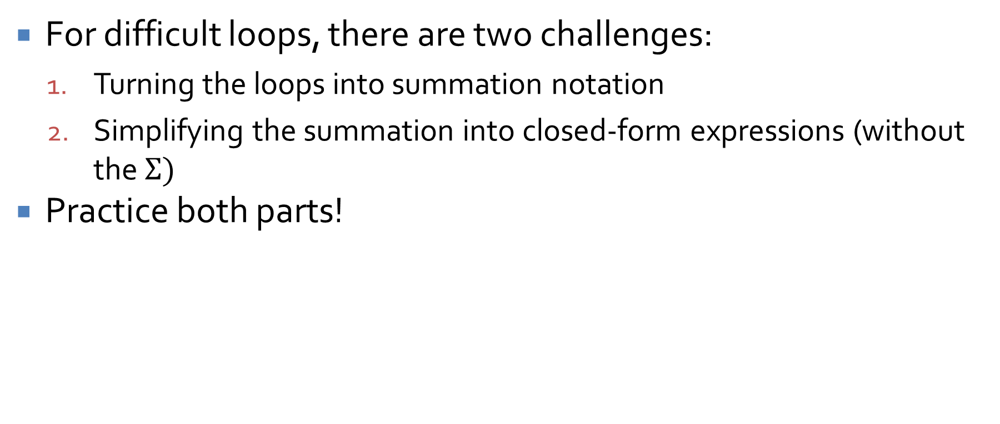 For difficult loops, there are two challenges:
1. Turning the loops into summation notation
2. Simplifying the summation into closed-form expressions (without
the Σ)
Practice both parts!